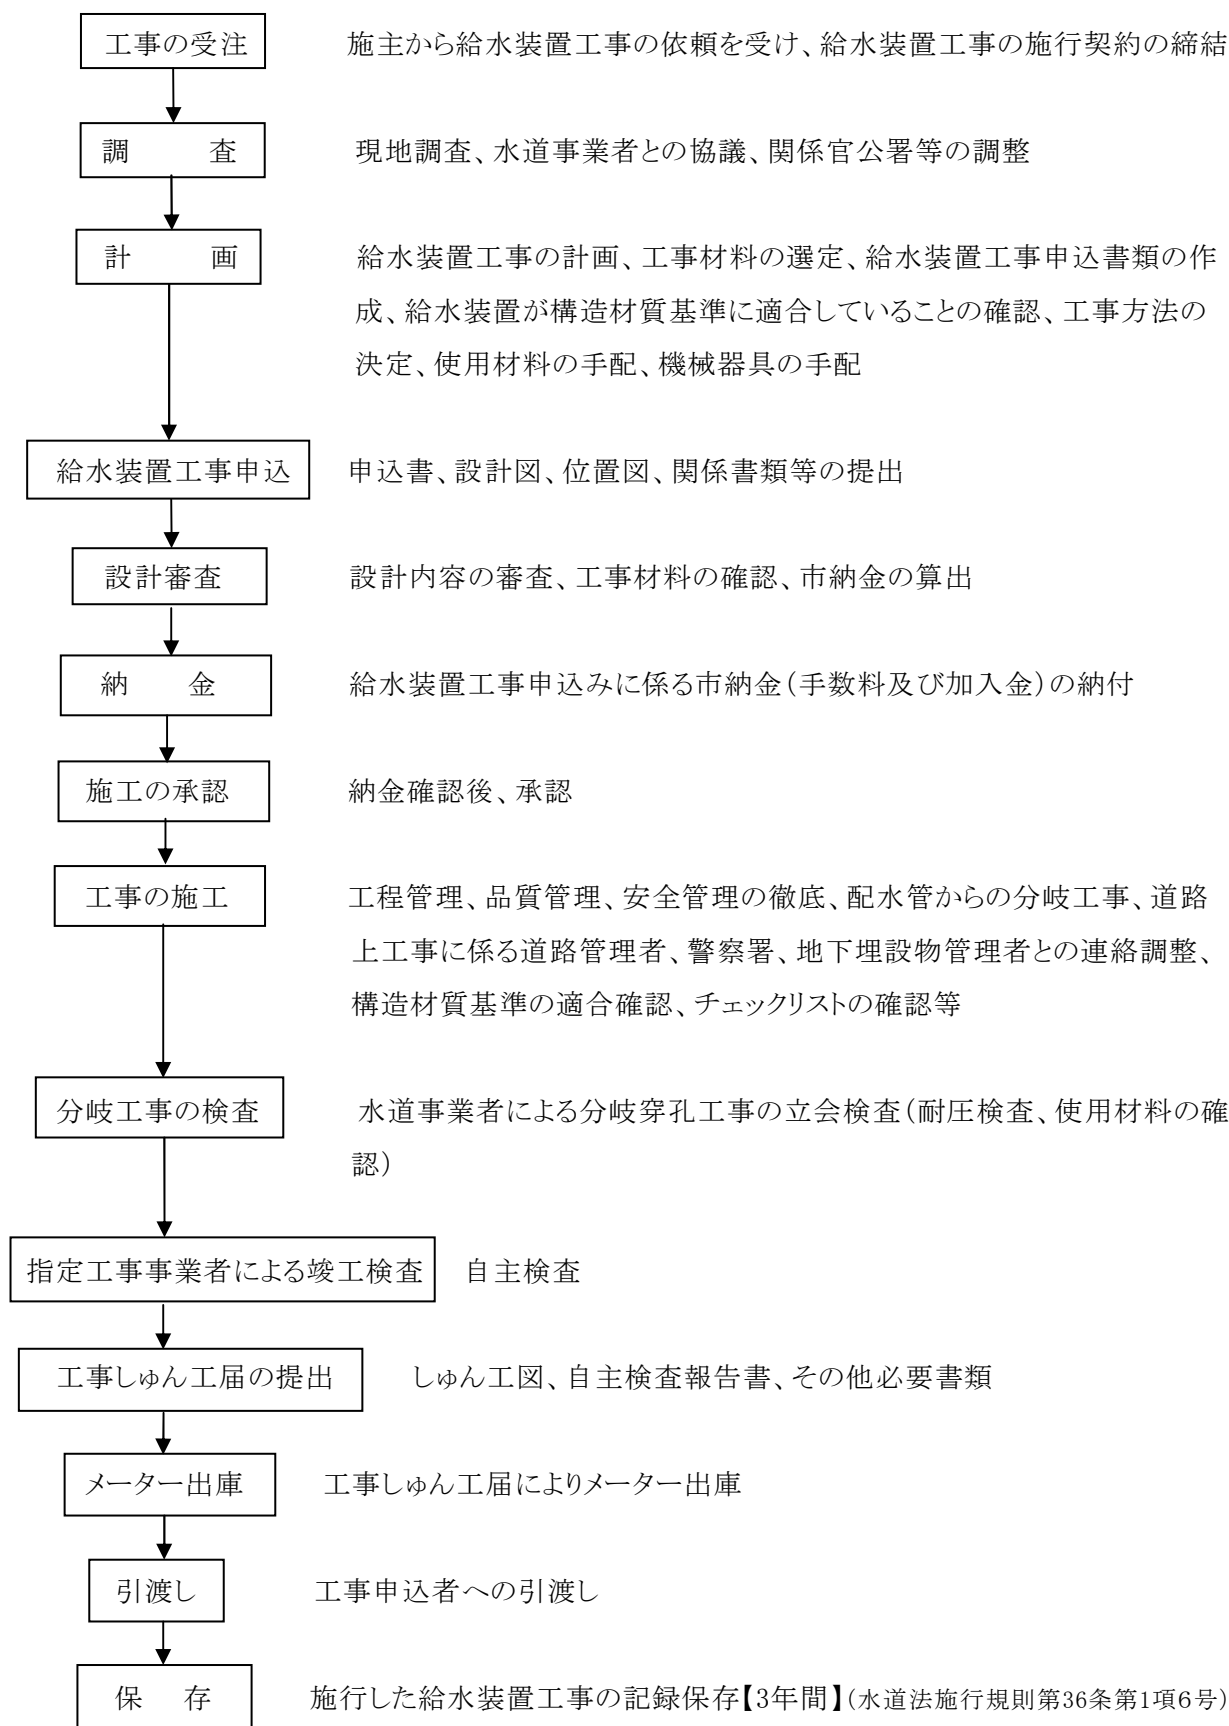 工事の受注 施主から給水装置工事の依頼を受け、給水装置工事の施行契約の締結
調 査 現地調査、水道事業者との協議、関係官公署等の調整
計 画 給水装置工事の計画、工事材料の選定、給水装置工事申込書類の作
成、給水装置が構造材質基準に適合していることの確認、工事方法の
決定、使用材料の手配、機械器具の手配
給水装置工事申込 申込書、設計図、位置図、関係書類等の提出
設計審査 設計内容の審査、工事材料の確認、市納金の算出
納 金 給水装置工事申込みに係る市納金(手数料及び加入金)の納付
施工の承認 納金確認後、承認
工事の施工 工程管理、品質管理、安全管理の徹底、配水管からの分岐工事、道路
上工事に係る道路管理者、警察署、地下埋設物管理者との連絡調整、
構造材質基準の適合確認、チェックリストの確認等
分岐工事の検査 水道事業者による分岐穿孔工事の立会検査(耐圧検査、使用材料の確
認)
指定工事事業者による竣工検査 自主検査
工事しゅん工届の提出 しゅん工図、自主検査報告書、その他必要書類
メーター出庫 工事しゅん工届によりメーター出庫
引渡し 工事申込者への引渡し
保 存 施行した給水装置工事の記録保存【3年間】(水道法施行規則第36条第1項6号)